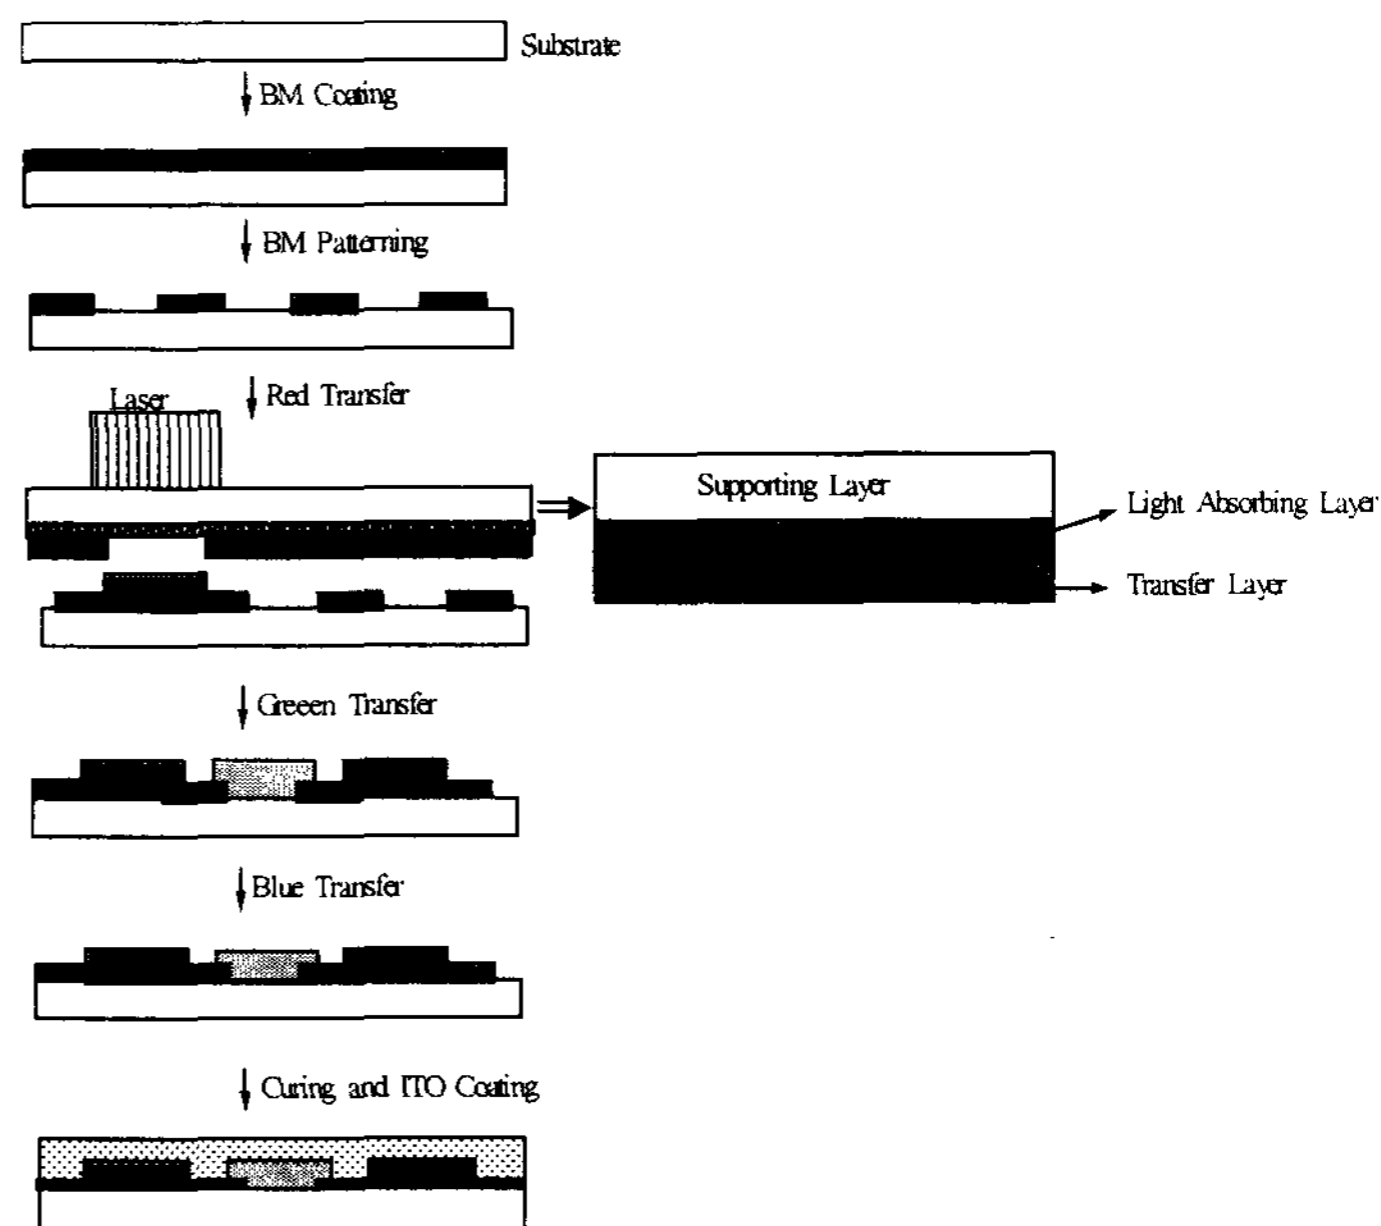 Substrate
BM Coating
BM Patterning
Red Transfer
Laser
Supporting Layer
Light Absorbing Layer
Transfer Layer
Greeen Transfer
Blue Transfer
Curing and ITO Coating